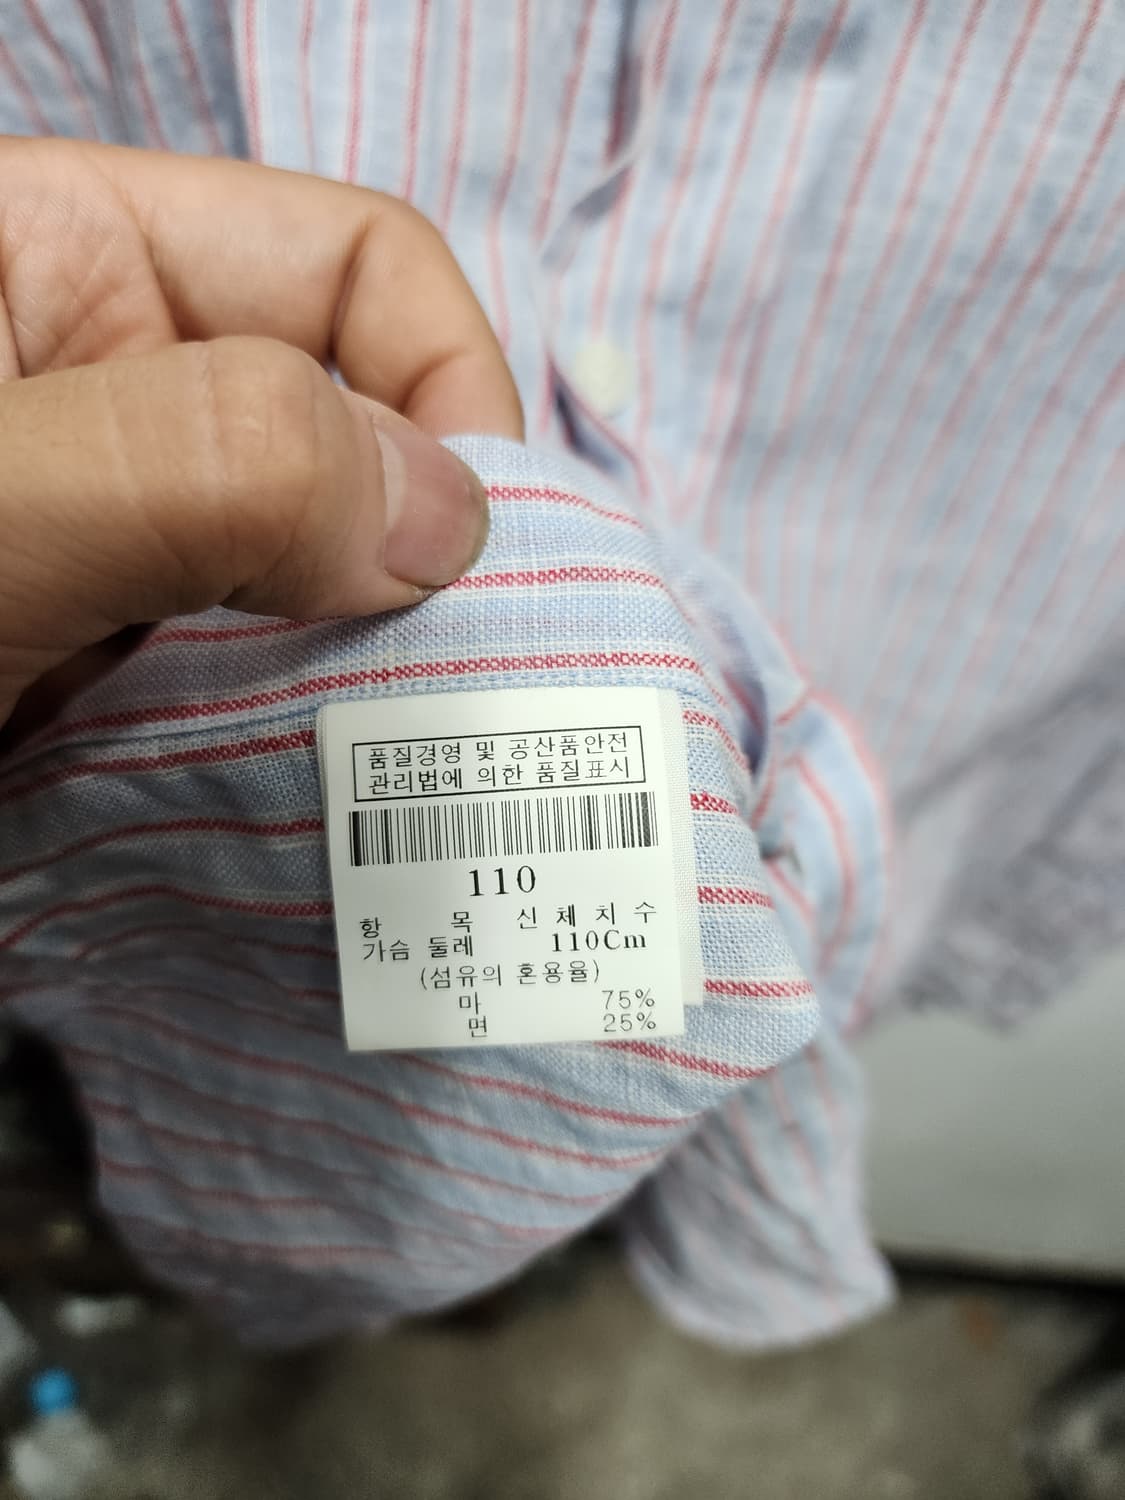 품질경영 및 공산품안전
관리법에 의한 품질표시
110
항 목 신 체 치 수
가슴 둘레 110Cm
(섬유의 혼용율)
마 75%
면 25%